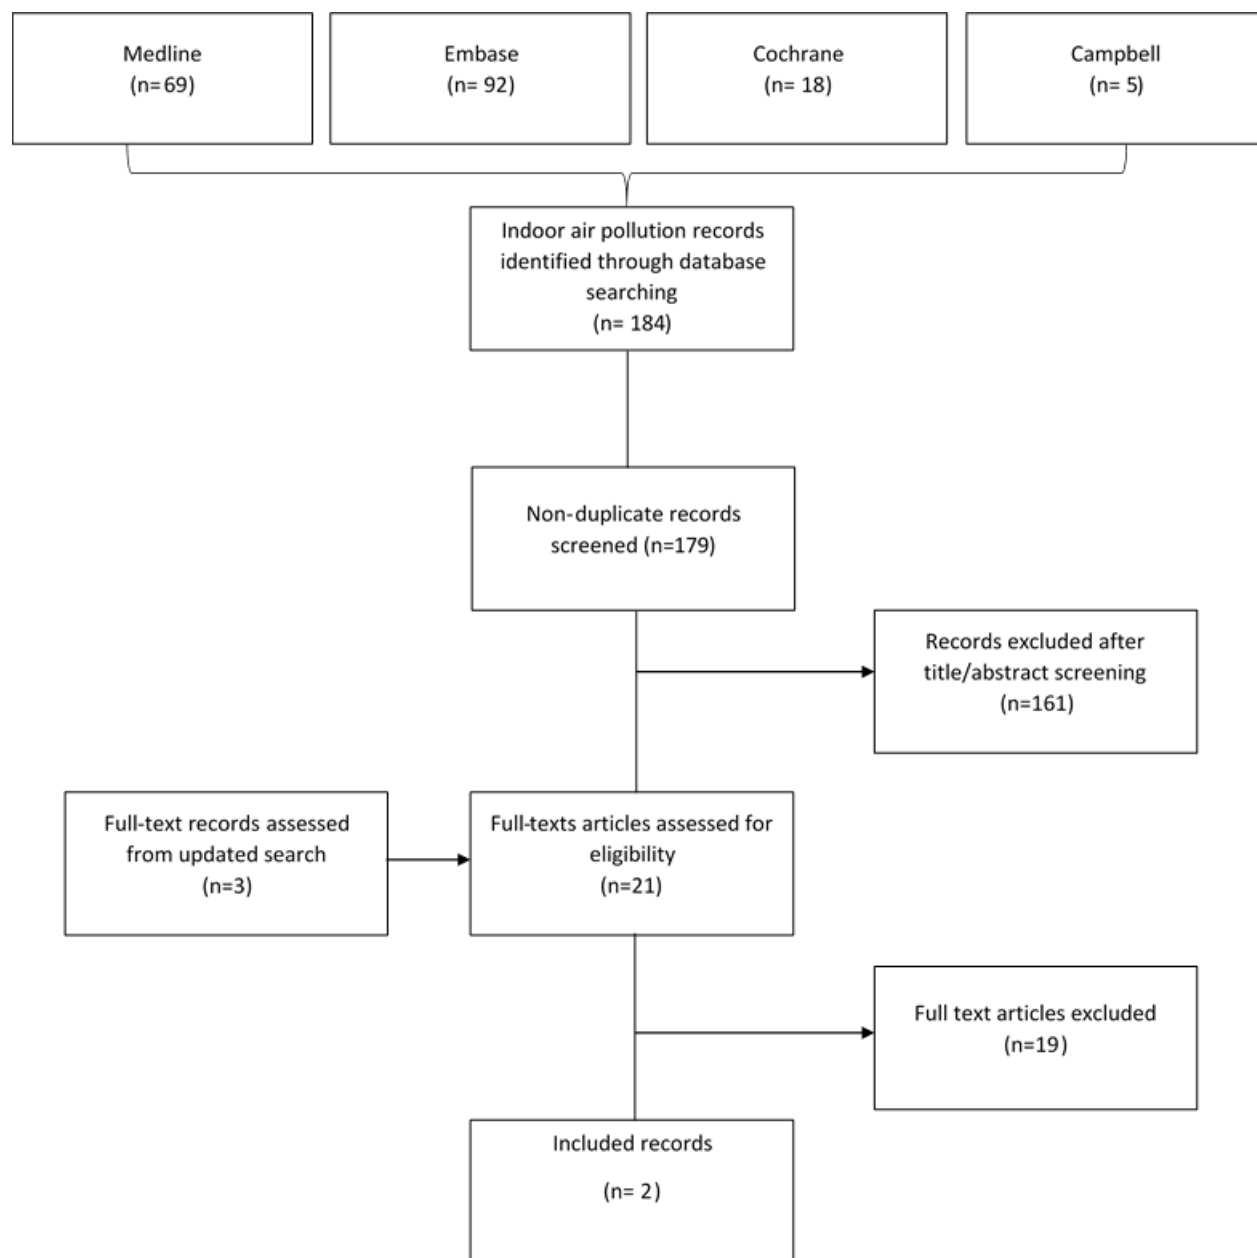 Medline
(n= 69)
Embase
(n= 92)
Cochrane
(n= 18)
Campbell
(n= 5)
Indoor air pollution records
identified through database
searching
(n= 184)
Non-duplicate records
screened (n=179)
Records excluded after
title/abstract screening
(n=161)
Full-text records assessed
from updated search
(n=3)
Full-texts articles assessed for
eligibility
(n=21)
Full text articles excluded
(n=19)
Included records
(n= 2)